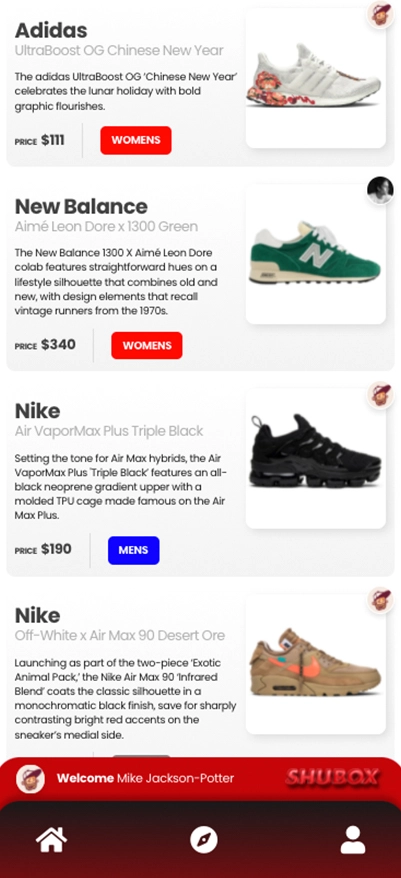 Adidas
UltraBoost OG Chinese New Year
The adidas UltraBoost OG ‘Chinese New Year’
celebrates the lunar holiday with bold
graphic flourishes.
PRICE $111 WOMENS
New Balance
Aimé Leon Dore x 1300 Green
The New Balance 1300 X Aimé Leon Dore
colab features straightforward hues on a
lifestyle silhouette that combines old and
new, with design elements that recall
vintage runners from the 1970s.
PRICE $340 WOMENS
N
Nike
Air VaporMax Plus Triple Black
Setting the tone for Air Max hybrids, the Air
VaporMax Plus 'Triple Black' features an all-
black neoprene gradient upper with a
molded TPU cage made famous on the Air
Max Plus.
PRICE $190 MENS
Nike
Off-White x Air Max 90 Desert Ore
Launching as part of the two-piece ‘Exotic
Animal Pack,’ the Nike Air Max 90 ‘Infrared
Blend’ coats the classic silhouette in a
monochromatic black finish, save for sharply
contrasting bright red accents on the
sneaker’s medial side.
Welcome Mike Jackson-Potter SHUBOX